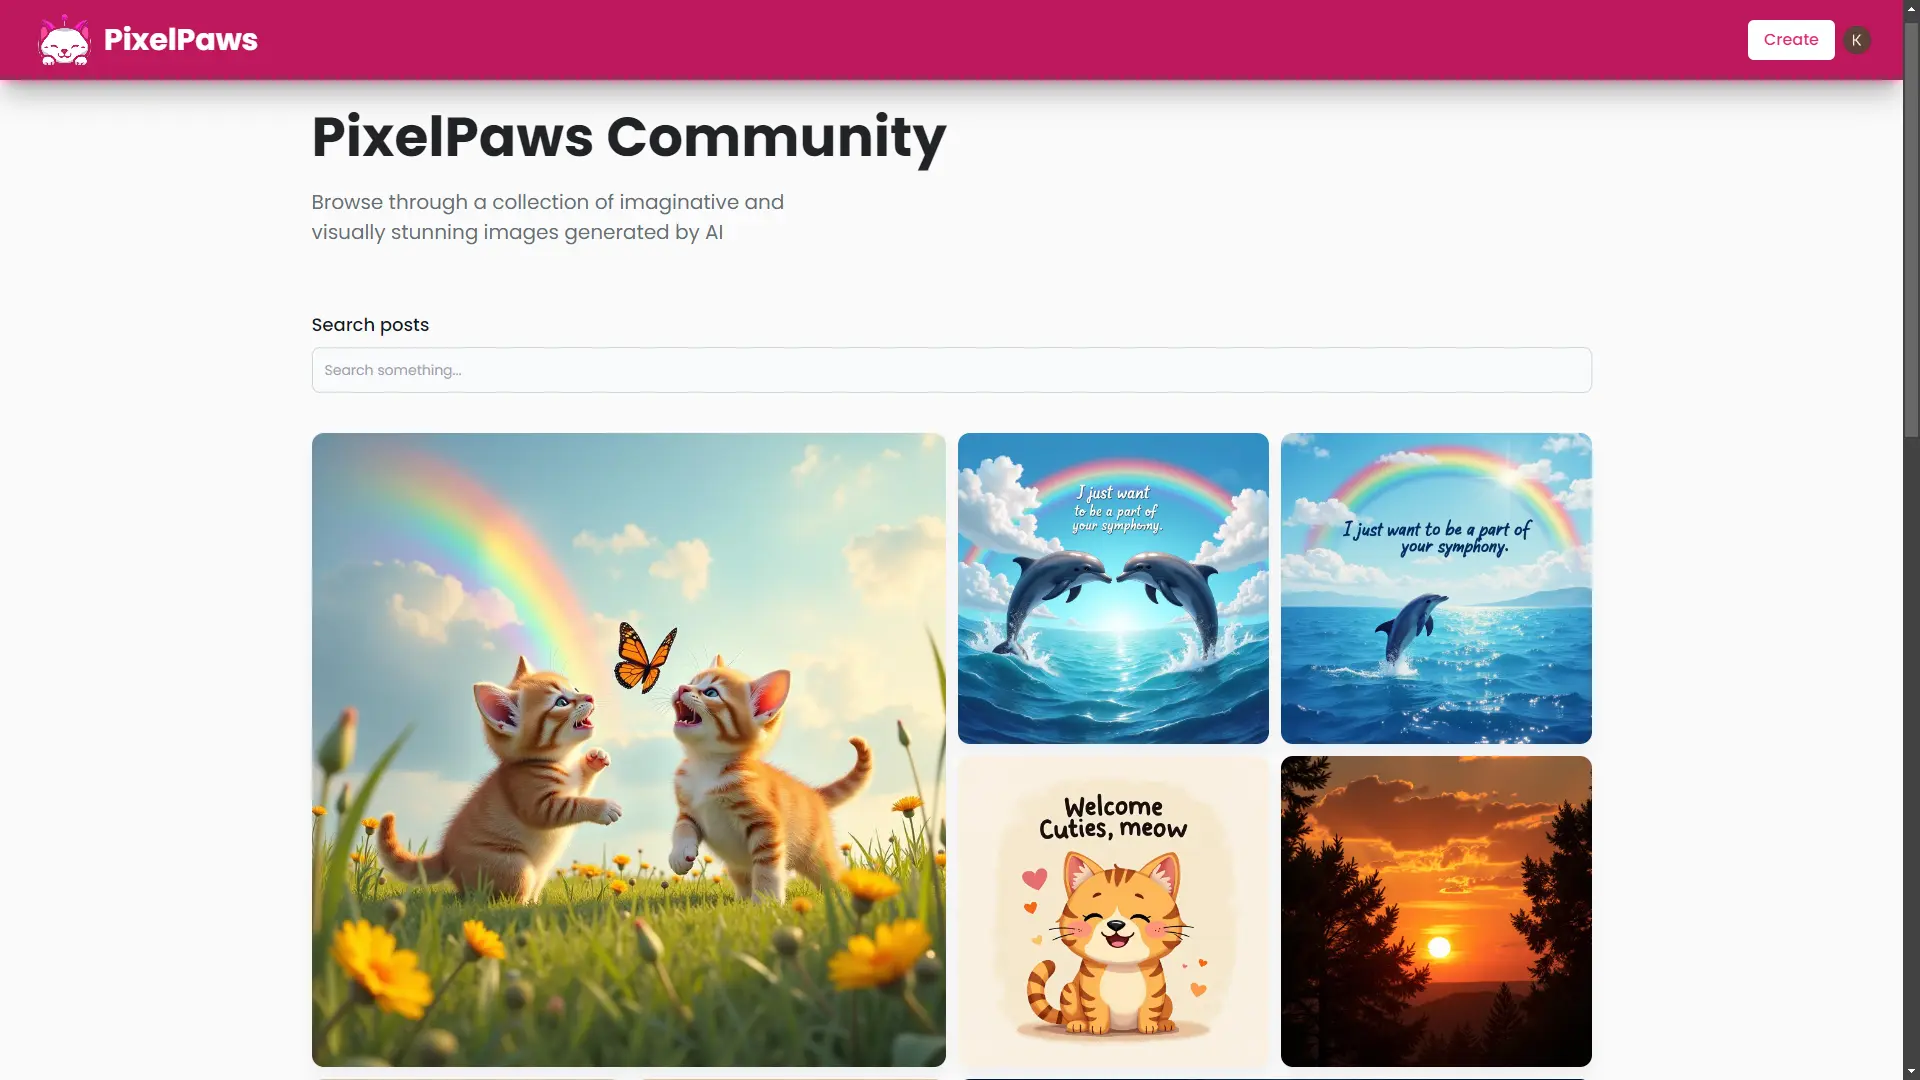 PixelPaws
Create
K
PixelPaws Community
Browse through a collection of imaginative and
visually stunning images generated by AI
Search posts
Search something...
I just want
to be a part of
your symphony.
I just want to be a part of
your symphony.
Welcome
Cuties, meow